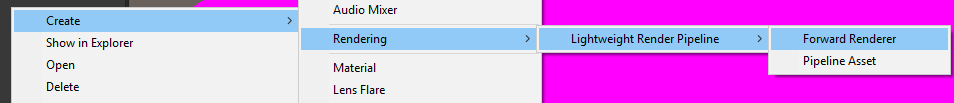 Create
Show in Explorer
Open
Delete
Audio Mixer
Rendering
Material
Lens Flare
Lightweight Render Pipeline
Forward Renderer
Pipeline Asset